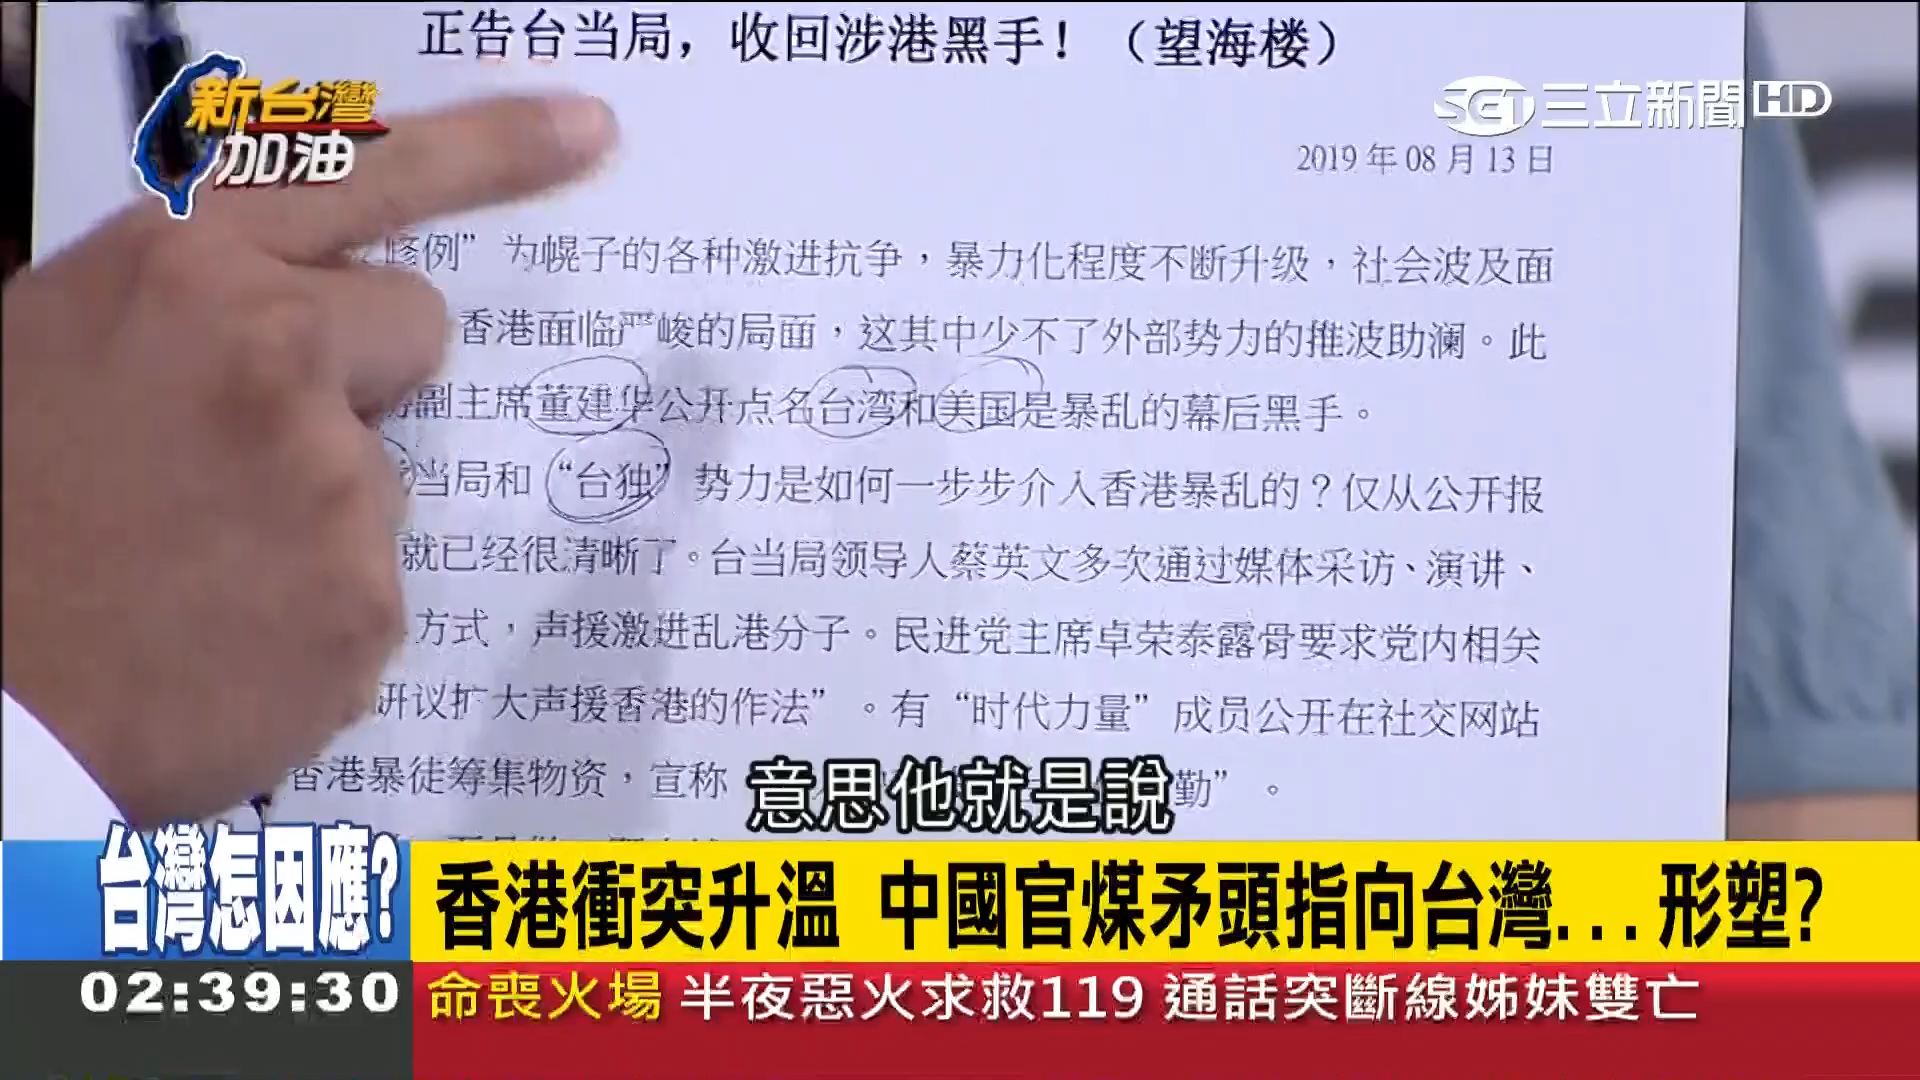 正告台当局，收回涉港黑手！（望海楼）
新台灣
加油
SET三立新聞HD
2019年08月13日
修例”为幌子的各种激进抗争，暴力化程度不断升级，社会波及面
香港面临严峻的局面，这其中少不了外部势力的推波助澜。此
副主席董建华公开点名台湾和美国是暴乱的幕后黑手。
当局和“台独”势力是如何一步步介入香港暴乱的？仅从公开报
就已经很清晰了。台当局领导人蔡英文多次通过媒体采访、演讲、
方式，声援激进乱港分子。民进党主席卓荣泰露骨要求党内相关
研议扩大声援香港的作法”。有“时代力量”成员公开在社交网站
香港暴徒筹集物资，宣称
勤”。
意思他就是說
台灣怎因應?
香港衝突升溫 中國官媒矛頭指向台灣...形塑?
02:39:30
命喪火場 半夜惡火求救119 通話突斷線姊妹雙亡